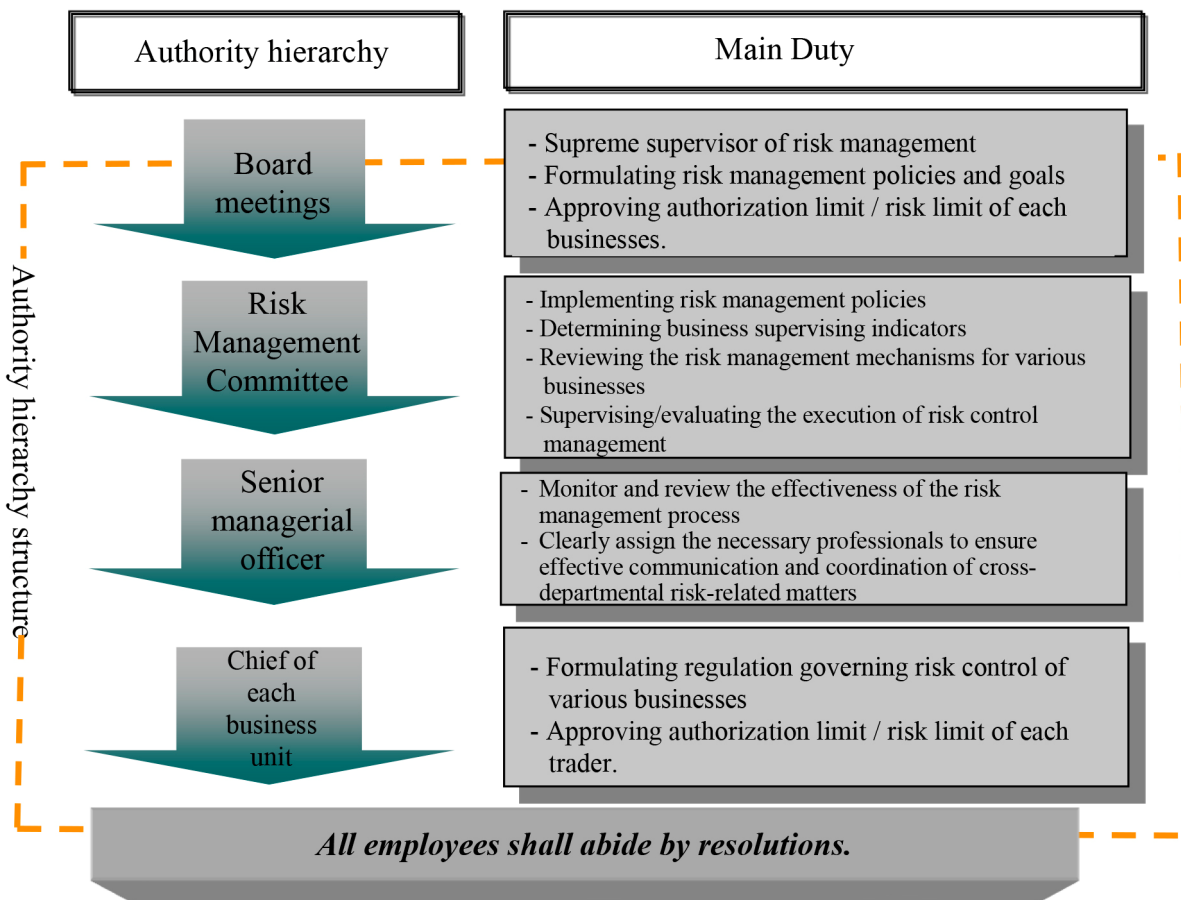 Authority hierarchy
Main Duty
Board
meetings
- Supreme supervisor of risk management
- Formulating risk management policies and goals
- Approving authorization limit / risk limit of each
businesses.
Risk
Management
Committee
- Implementing risk management policies
- Determining business supervising indicators
- Reviewing the risk management mechanisms for various
businesses
- Supervising/evaluating the execution of risk control
management
Senior
managerial
officer
- Monitor and review the effectiveness of the risk
management process
- Clearly assign the necessary professionals to ensure
effective communication and coordination of cross-
departmental risk-related matters
Chief of
each
business
unit
- Formulating regulation governing risk control of
various businesses
- Approving authorization limit / risk limit of each
trader.
Authority hierarchy structure
All employees shall abide by resolutions.